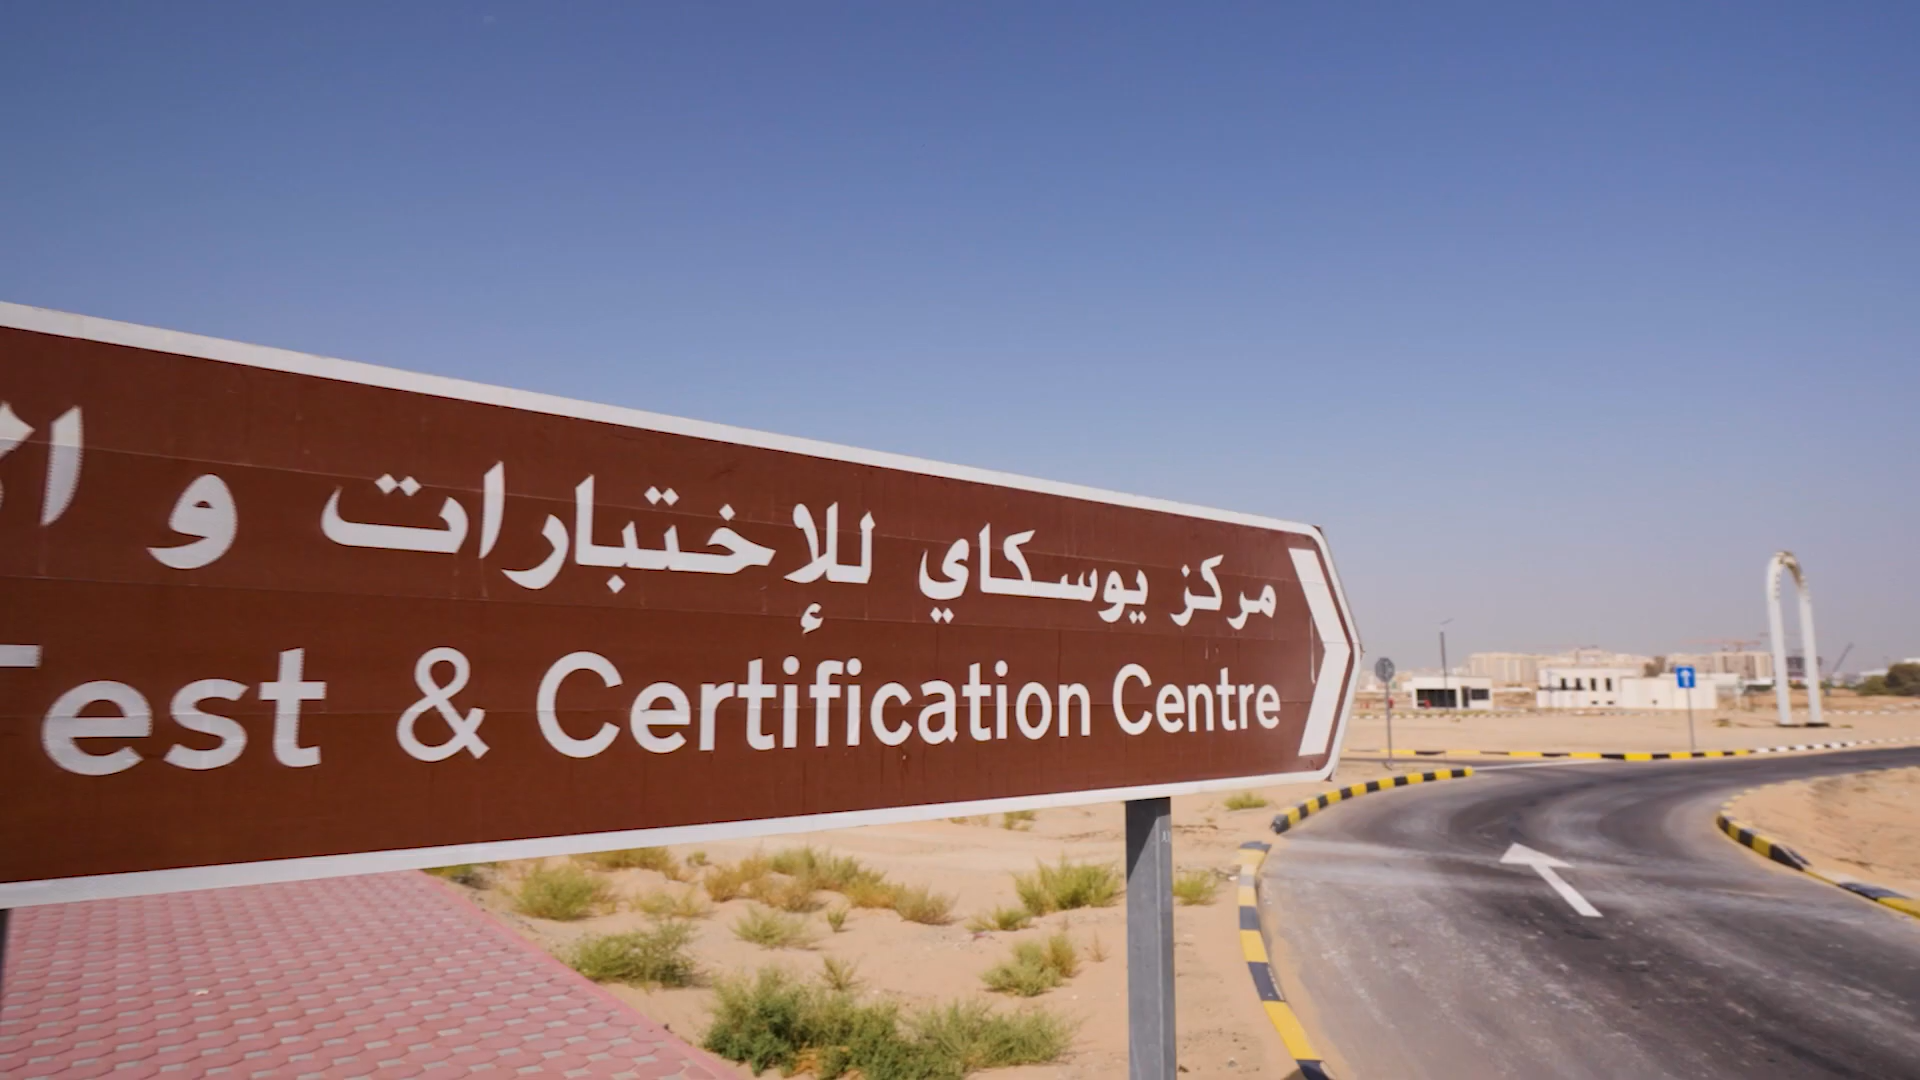 مركز يوسكاي للإختبارات و
Test & Certification Centre